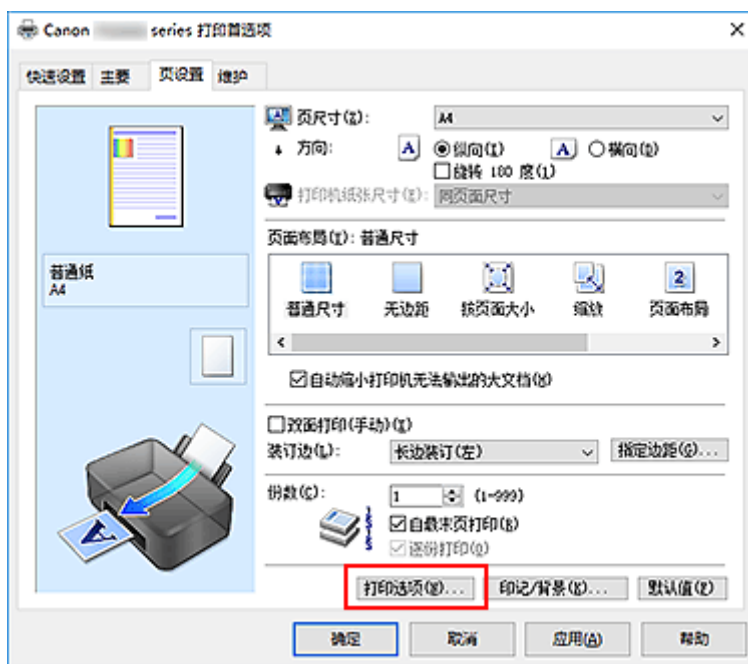 Canon series 打印首选项
快速设置 主要 页设置 维护
页尺寸(Z): A4
方向: A 纵向(T) A 横向(D)
旋转 180 度(1)
打印机纸张尺寸(E): 同页面尺寸
页面布局(I): 普通尺寸
普通纸
A4
普通尺寸 无边距 按页面大小 缩放 页面布局
自动缩小打印机无法输出的大文档(N)
双面打印(手动)(X)
装订边(L): 长边装订(左) 指定边距(G)...
份数(C): 1 (1-999)
自最末页打印(R)
逐份打印(O)
打印选项(N)... 印记/背景(K)... 默认值(F)
确定 取消 应用(A) 帮助